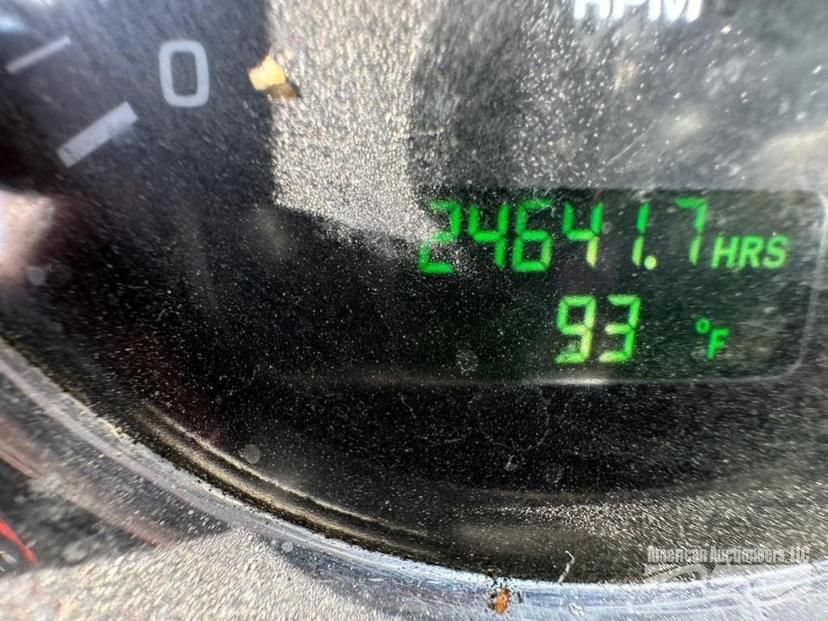 RPM
0
24641.7 HRS
93 °F
American Auctioneers, LLC